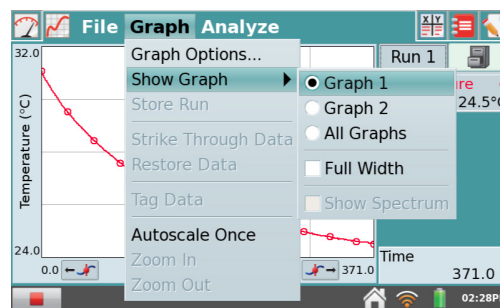 File Graph Analyze
X Y
32.0
Temperature (°C)
24.0
0.0
371.0
Graph Options...
Show Graph
Store Run
Strike Through Data
Restore Data
Tag Data
Autoscale Once
Zoom In
Zoom Out
Graph 1
Graph 2
All Graphs
Full Width
Show Spectrum
Run 1
24.5°
Time
371.0
02:28P